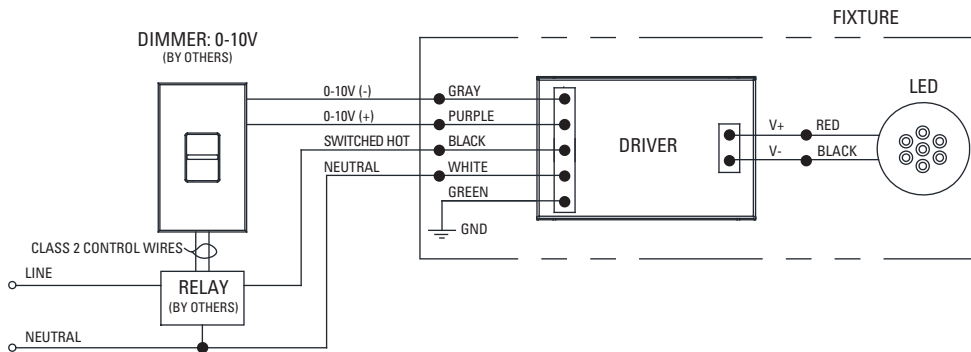 FIXTURE
DIMMER: 0-10V
(BY OTHERS)
LED
0-10V (-)
GRAY
0-10V (+)
PURPLE
V+
RED
SWITCHED HOT
BLACK
DRIVER
V-
BLACK
NEUTRAL
WHITE
GREEN
GND
CLASS 2 CONTROL WIRES
LINE
RELAY
(BY OTHERS)
NEUTRAL